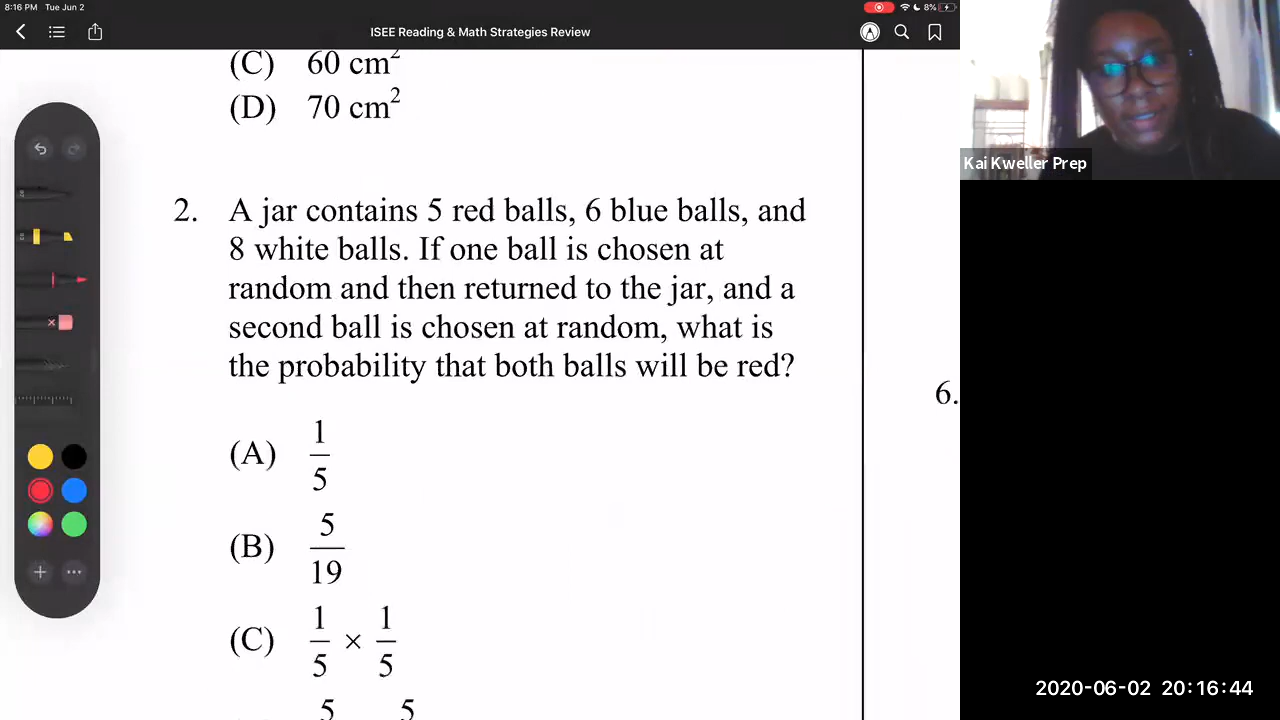 8:16 PM Tue Jun 2
8%
ISEE Reading & Math Strategies Review
(C) 60 cm²
(D) 70 cm²
2. A jar contains 5 red balls, 6 blue balls, and
8 white balls. If one ball is chosen at
random and then returned to the jar, and a
second ball is chosen at random, what is
the probability that both balls will be red?
(A) 1/5
(B) 5/19
(C) 1/5 × 1/5
5 5
6.
Kai Kweller Prep
2020-06-02 20:16:44